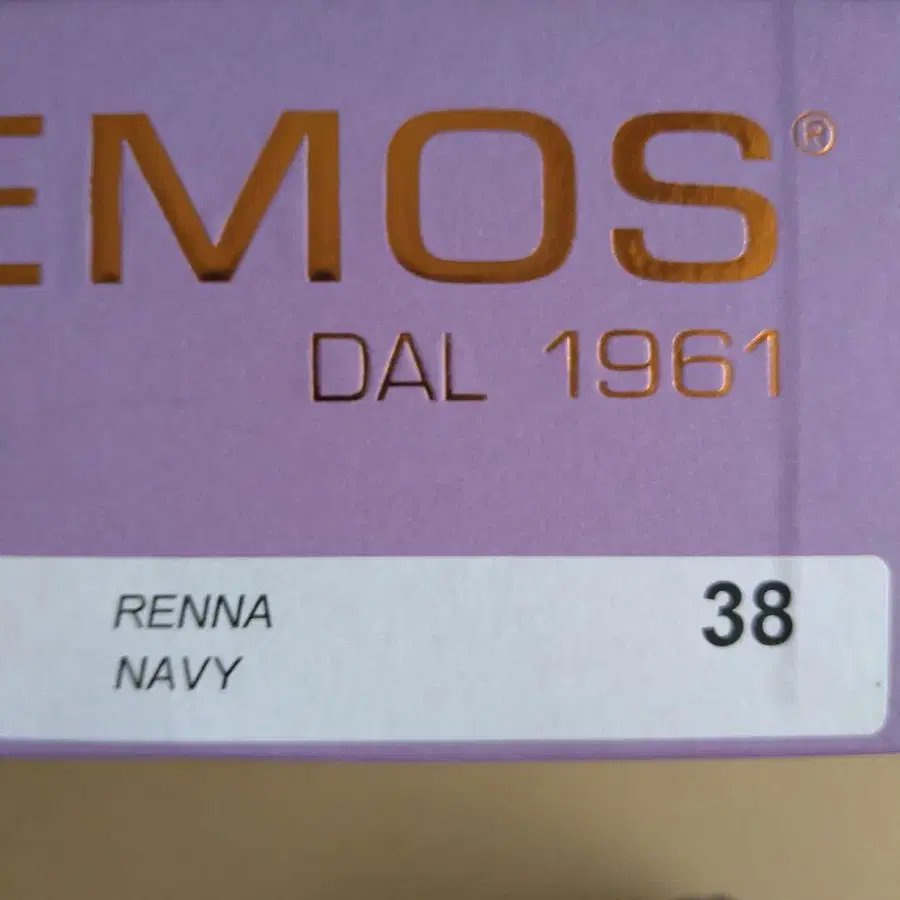 EMOS®
DAL 1961
RENNA
38
NAVY